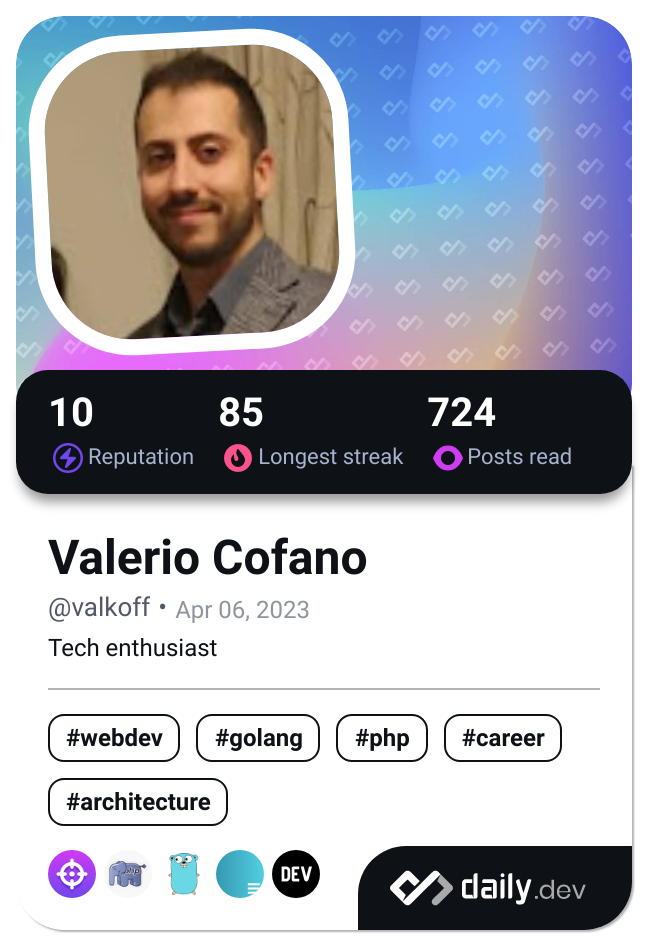 10 85 724
Reputation Longest streak Posts read
Valerio Cofano
@valkoff • Apr 06, 2023
Tech enthusiast
#webdev #golang #php #career
#architecture
php DEV daily.dev